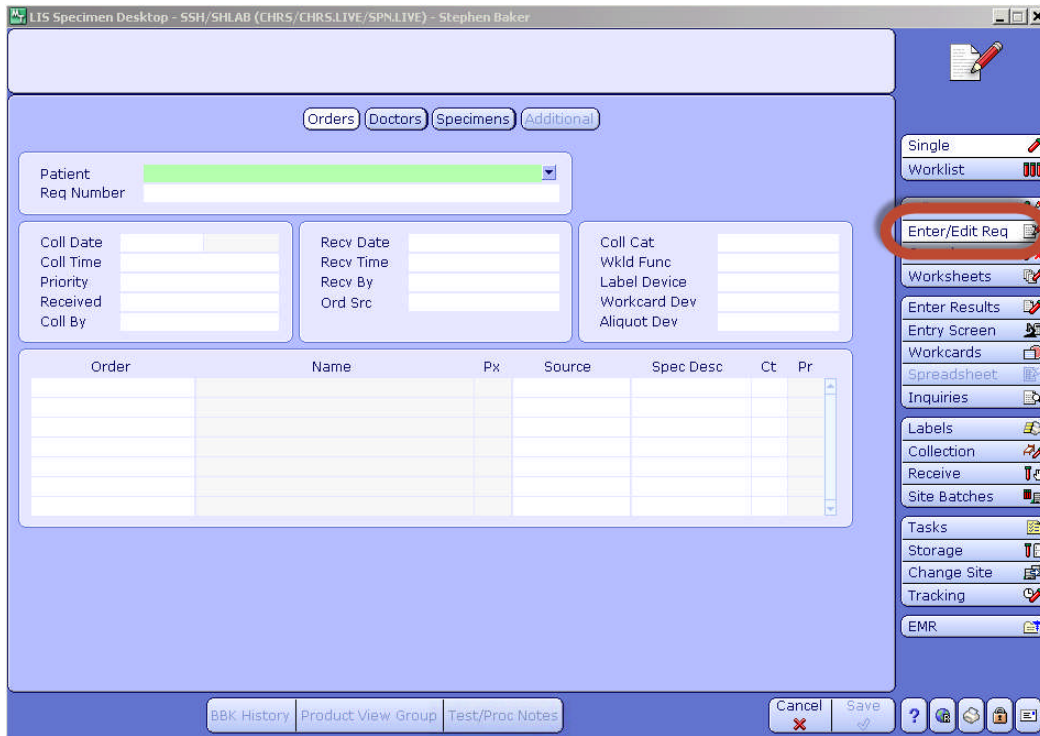 LIS Specimen Desktop - SSH/SHLAB (CHRS/CHRS.LIVE/SPN.LIVE) - Stephen Baker
Orders Doctors Specimens Additional
Patient
Req Number
Coll Date
Coll Time
Priority
Received
Coll By
Recv Date
Recv Time
Recv By
Ord Src
Coll Cat
Wkld Func
Label Device
Workcard Dev
Aliquot Dev
Order Name Px Source Spec Desc Ct Pr
BBK History Product View Group Test/Proc Notes
Cancel Save
Single
Worklist
Enter/Edit Req
Worksheets
Enter Results
Entry Screen
Workcards
Spreadsheet
Inquiries
Labels
Collection
Receive
Site Batches
Tasks
Storage
Change Site
Tracking
EMR
?